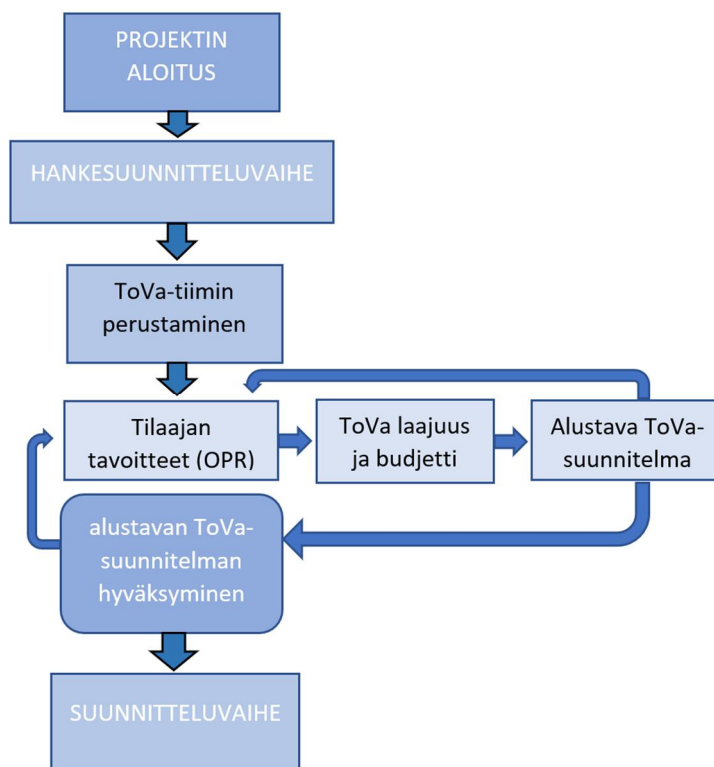 PROJEKTIN
ALOITUS
HANKESUUNNITTELUVAIHE
ToVa-tiimin
perustaminen
Tilaajan
tavoitteet (OPR)
ToVa laajuus
ja budjetti
Alustava ToVa-
suunnitelma
alustavan ToVa-
suunnitelman
hyväksyminen
SUUNNITTELUVAIHE